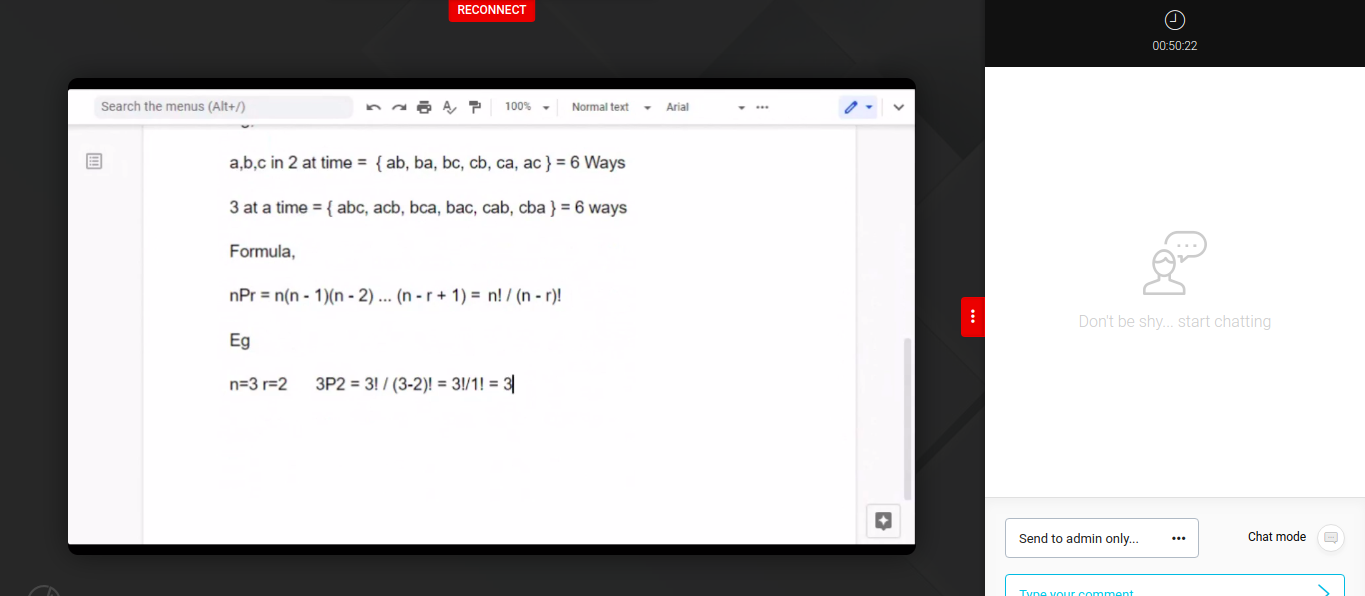 RECONNECT
00:50:22
Search the menus (Alt+/)
100%
Normal text
Arial
a,b,c in 2 at time = { ab, ba, bc, cb, ca, ac } = 6 Ways
3 at a time = { abc, acb, bca, bac, cab, cba } = 6 ways
Formula,
nPr = n(n - 1)(n - 2) ... (n - r + 1) = n! / (n - r)!
Eg
n=3 r=2 3P2 = 3! / (3-2)! = 3!/1! = 3
Don't be shy... start chatting
Send to admin only...
Chat mode
Type your comment